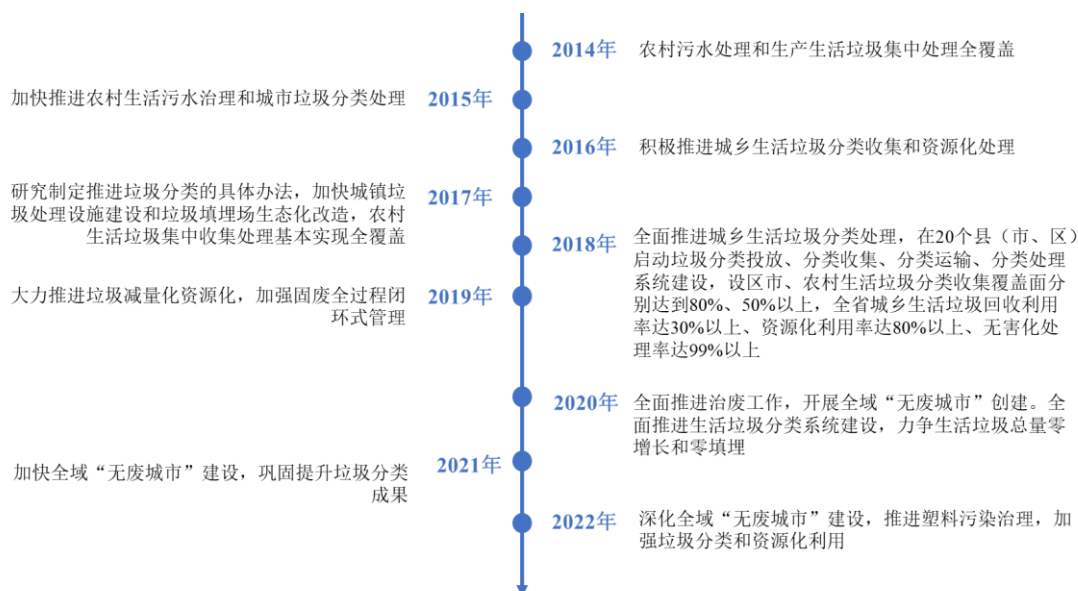 2014年
农村污水处理和生产生活垃圾集中处理全覆盖
2015年
加快推进农村生活污水治理和城市垃圾分类处理
2016年
积极推进城乡生活垃圾分类收集和资源化处理
2017年
研究制定推进垃圾分类的具体办法，加快城镇垃
圾处理设施建设和垃圾填埋场生态化改造，农村
生活垃圾集中收集处理基本实现全覆盖
2018年
全面推进城乡生活垃圾分类处理，在20个县（市、区）
启动垃圾分类投放、分类收集、分类运输、分类处理
系统建设，设区市、农村生活垃圾分类收集覆盖面分
别达到80%、50%以上，全省城乡生活垃圾回收利用
率达30%以上、资源化利用率达80%以上、无害化处
理率达99%以上
2019年
大力推进垃圾减量化资源化，加强固废全过程闭
环式管理
2020年
全面推进治废工作，开展全域“无废城市”创建。全
面推进生活垃圾分类系统建设，力争生活垃圾总量零
增长和零填埋
2021年
加快全域“无废城市”建设，巩固提升垃圾分类
成果
2022年
深化全域“无废城市”建设，推进塑料污染治理，加
强垃圾分类和资源化利用